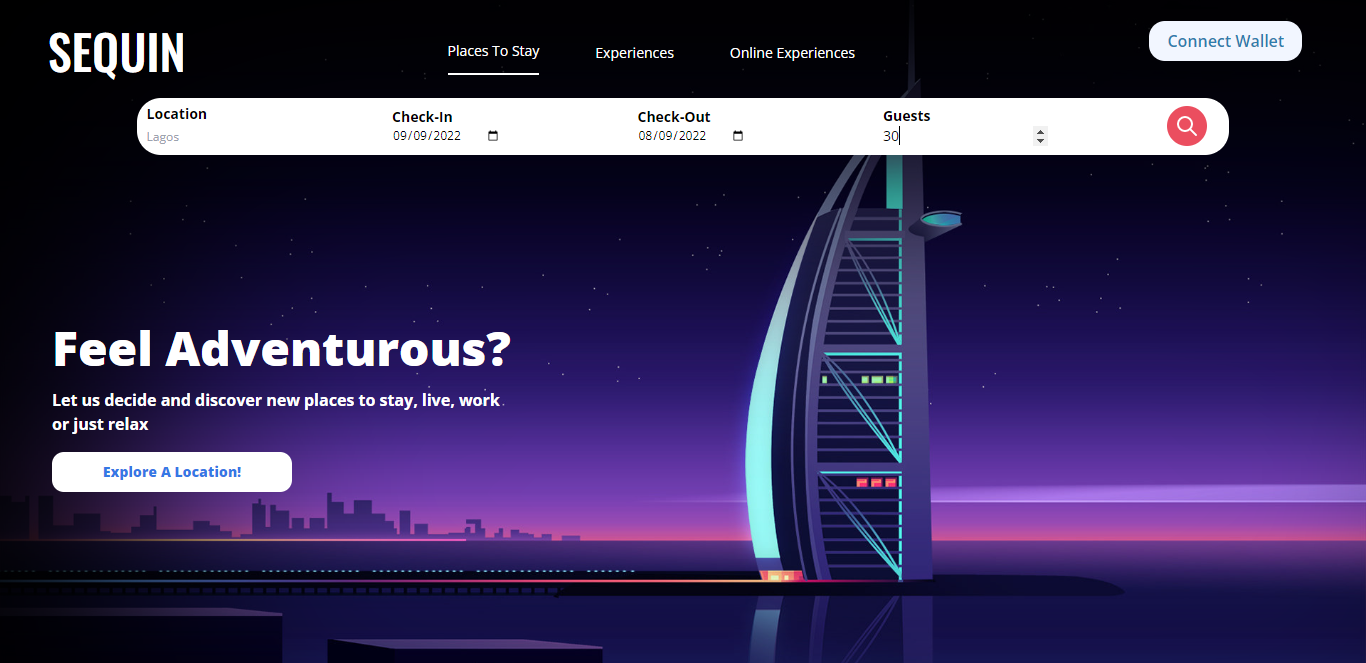 SEQUIN
Places To Stay
Experiences
Online Experiences
Connect Wallet
Location
Lagos
Check-In
09/09/2022
Check-Out
08/09/2022
Guests
30
Feel Adventurous?
Let us decide and discover new places to stay, live, work
or just relax
Explore A Location!